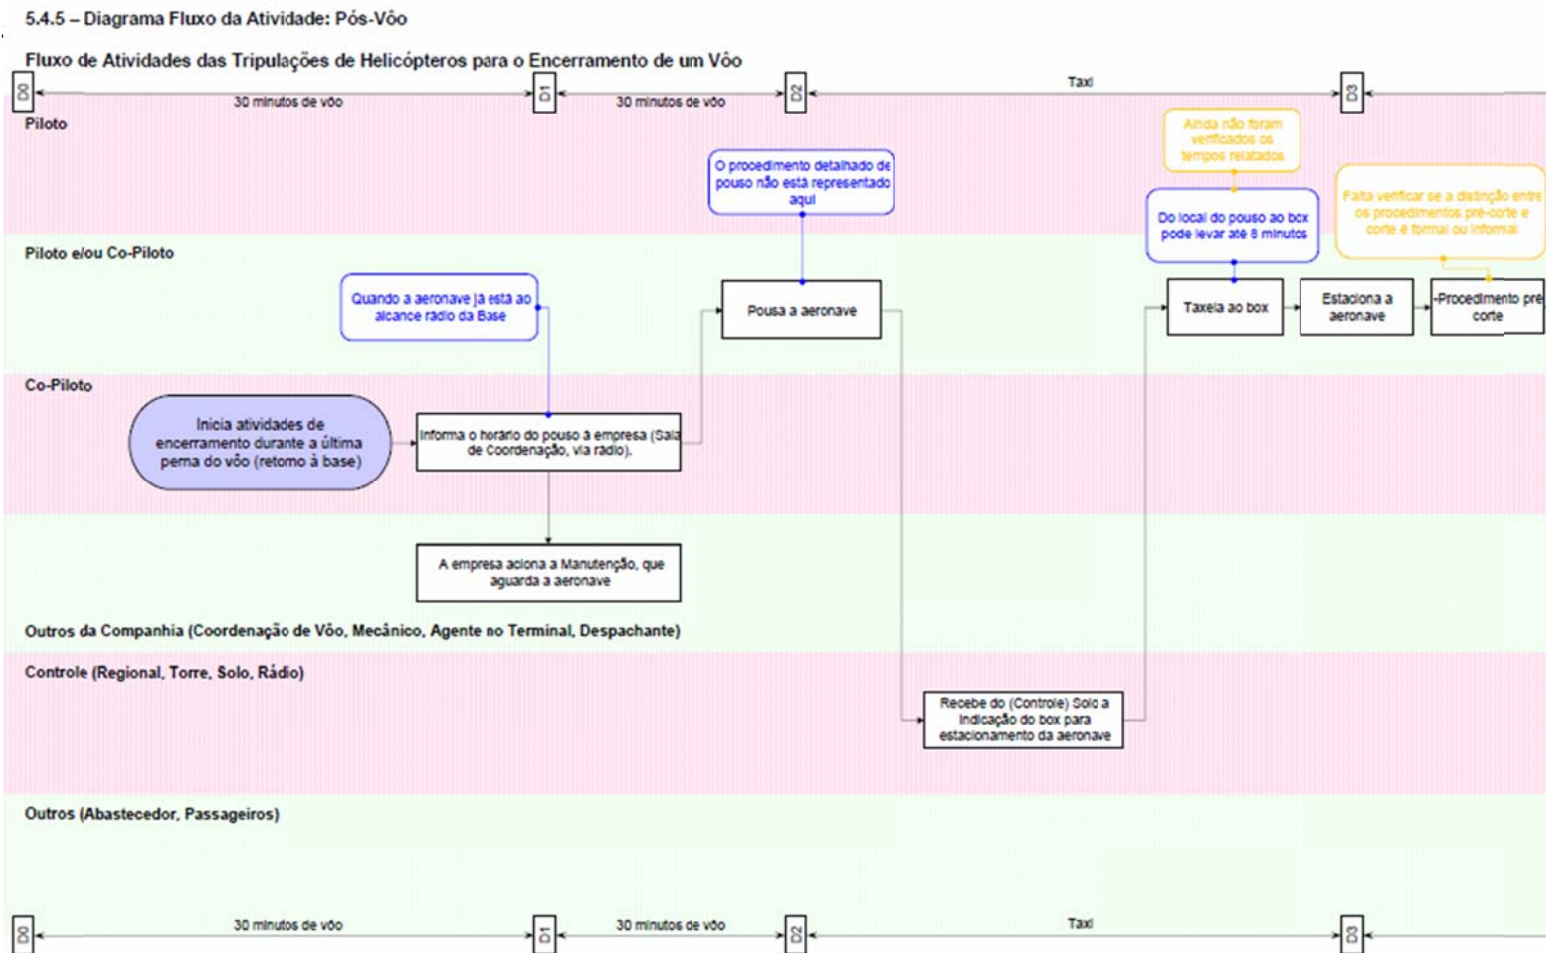 5.4.5 – Diagrama Fluxo da Atividade: Pós-Vôo
Fluxo de Atividades das Tripulações de Helicópteros para o Encerramento de um Vôo
D0
30 minutos de vôo
D1
30 minutos de vôo
D2
Taxi
D3
Piloto
Ainda não foram
verificados os
tempos relatados
O procedimento detalhado de
pouso não está representado
aqui
Do local do pouso ao box
pode levar até 8 minutos
Falta verificar se a distinção entre
os procedimentos pré-corte e
corte é formal ou informal
Piloto e/ou Co-Piloto
Quando a aeronave já está ao
alcance rádio da Base
Pousa a aeronave
Taxeia ao box
Estaciona a
aeronave
-Procedimento pré
corte
Co-Piloto
Inicia atividades de
encerramento durante a última
perna do vôo (retorno à base)
Informa o horário do pouso à empresa (Sala
de Coordenação, via rádio).
A empresa aciona a Manutenção, que
aguarda a aeronave
Outros da Companhia (Coordenação de Vôo, Mecânico, Agente no Terminal, Despachante)
Controle (Regional, Torre, Solo, Rádio)
Recebe do (Controle) Solo a
indicação do box para
estacionamento da aeronave
Outros (Abastecedor, Passageiros)
D0
30 minutos de vôo
D1
30 minutos de vôo
D2
Taxi
D3